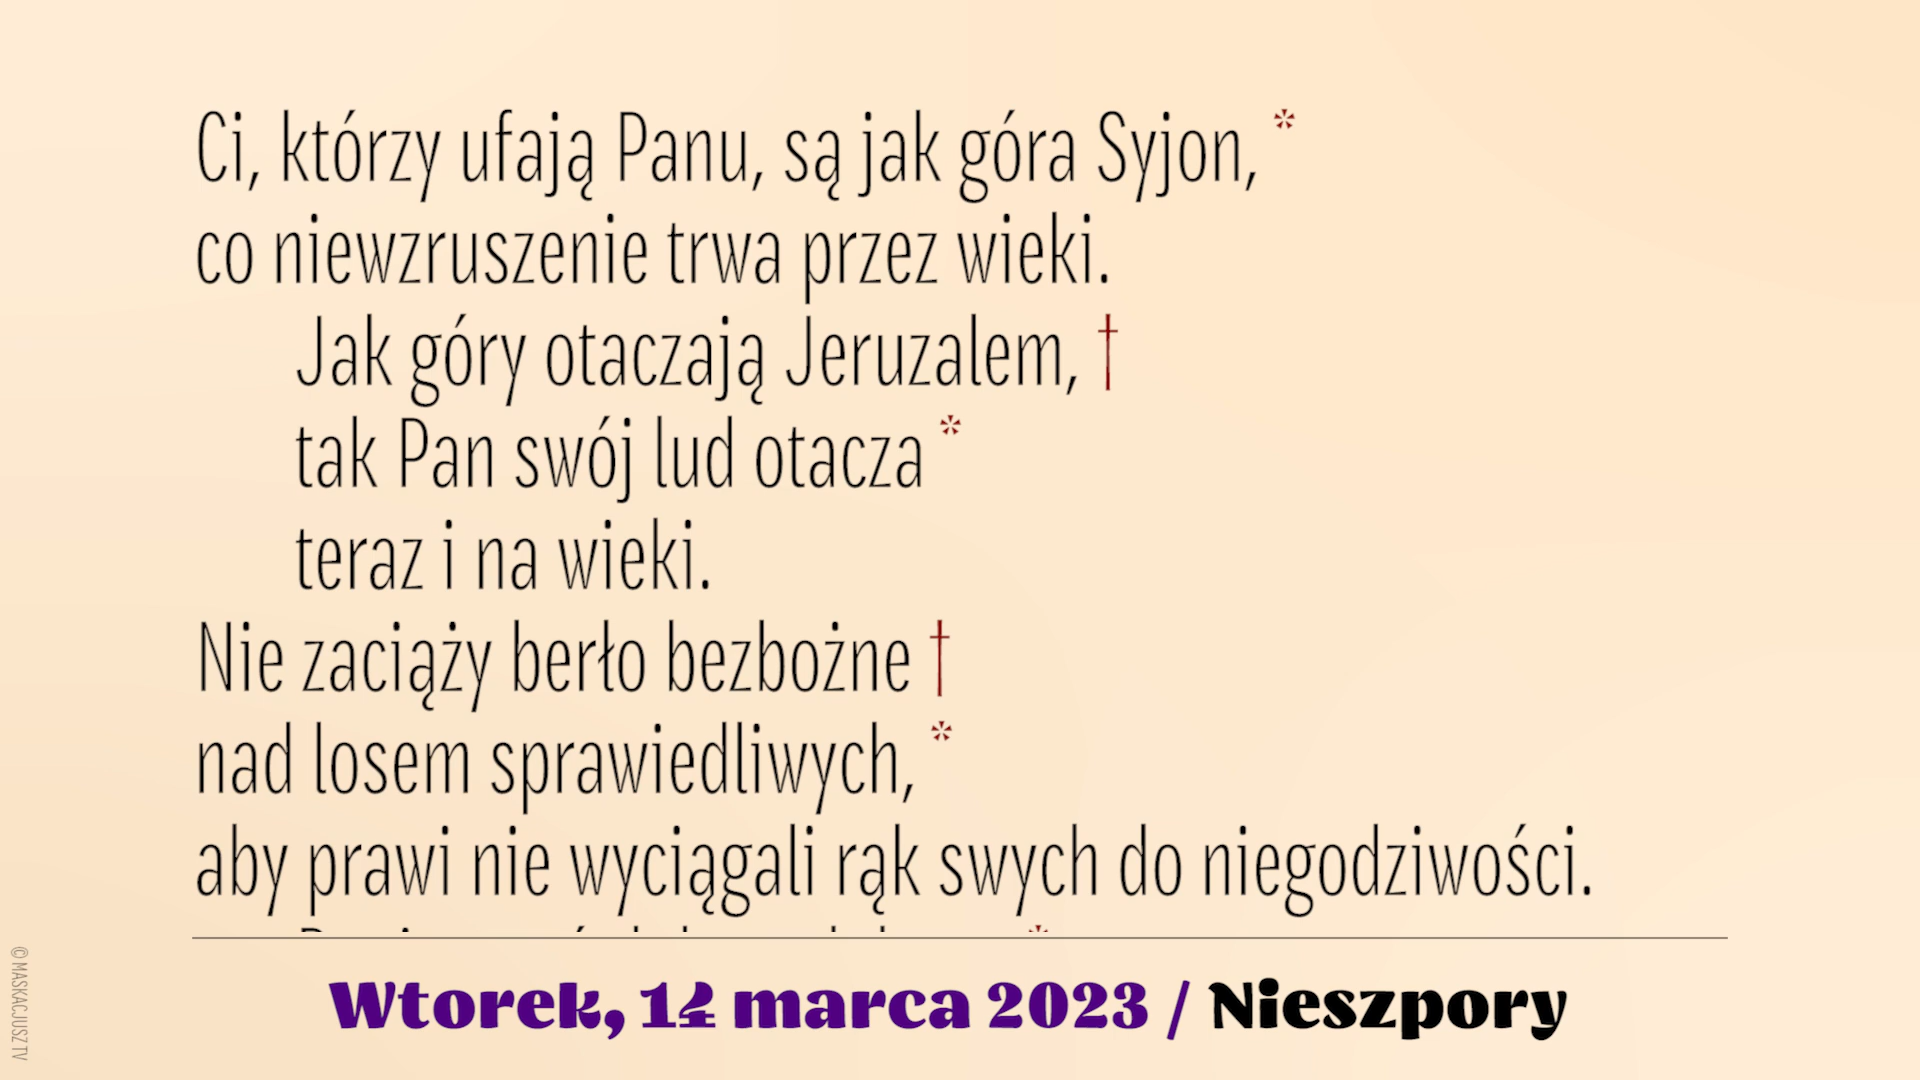 Ci, którzy ufają Panu, są jak góra Syjon, *
co niewzruszenie trwa przez wieki.
Jak góry otaczają Jeruzalem, †
tak Pan swój lud otacza *
teraz i na wieki.
Nie zaciąży berło bezbożne †
nad losem sprawiedliwych, *
aby prawi nie wyciągali rąk swych do niegodziwości.
Wtorek, 14 marca 2023 / Nieszpory
© MASKACJUSZ TV